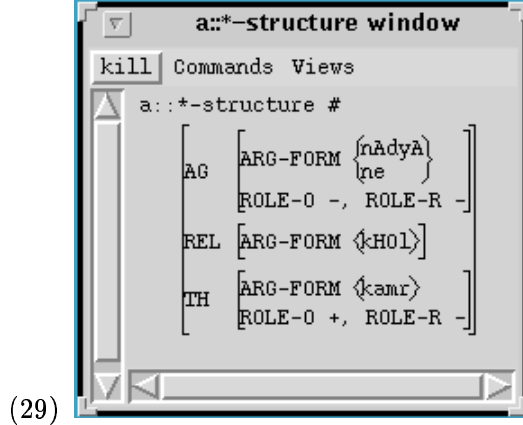 a::*-structure window
kill Commands Views
a::*-structure #
AG [ARG-FORM {nAdyA
ne}
ROLE-O -, ROLE-R -]
REL [ARG-FORM {kHOl}]
TH [ARG-FORM {kamr}
ROLE-O +, ROLE-R -]
(29)